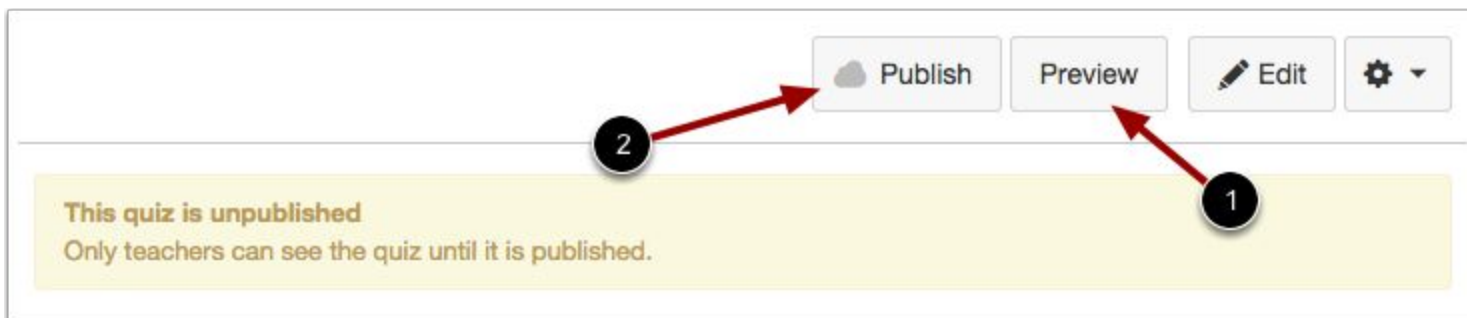 Publish Preview Edit
2
1
This quiz is unpublished
Only teachers can see the quiz until it is published.